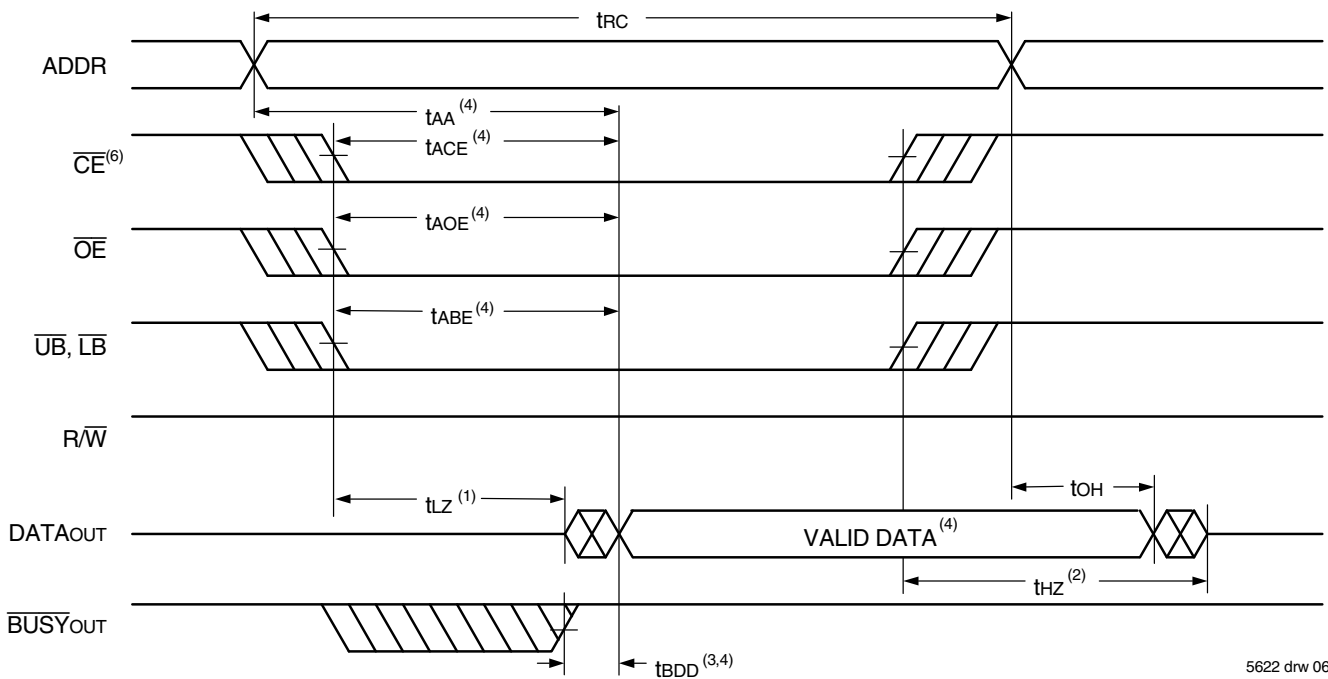 tRC
ADDR
tAA (4)
CE(6)
tACE (4)
OE
tAOE (4)
UB, LB
tABE (4)
R/W
tLZ (1)
tOH
DATAOUT
VALID DATA(4)
tHZ (2)
BUSYOUT
tBDD (3,4)
5622 drw 06